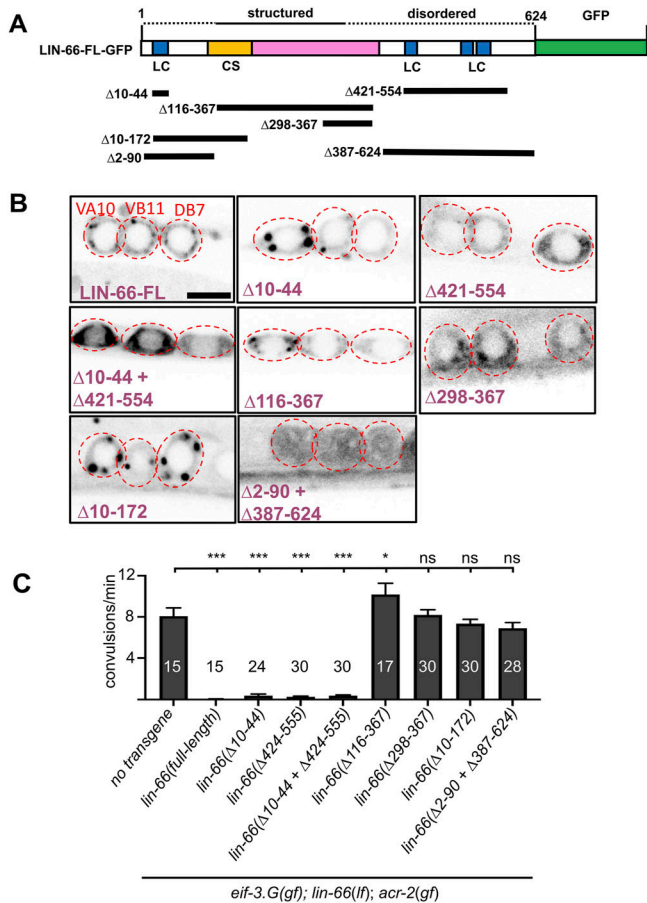 A
1 structured disordered 624 GFP
LIN-66-FL-GFP
LC CS LC LC
Δ10-44 Δ421-554
Δ116-367
Δ298-367
Δ10-172
Δ2-90 Δ387-624
B
VA10 VB11 DB7
LIN-66-FL
Δ10-44
Δ421-554
Δ10-44 +
Δ421-554
Δ116-367
Δ298-367
Δ10-172
Δ2-90 +
Δ387-624
C
*** *** *** *** * ns ns ns
convulsions/min
12
8
4
15 15 24 30 30 17 30 30 28
no transgene
lin-66(full-length)
lin-66(Δ10-44)
lin-66(Δ424-555)
lin-66(Δ10-44 + Δ424-555)
lin-66(Δ116-367)
lin-66(Δ298-367)
lin-66(Δ10-172)
lin-66(Δ2-90 + Δ387-624)
eif-3.G(gf); lin-66(lf); acr-2(gf)